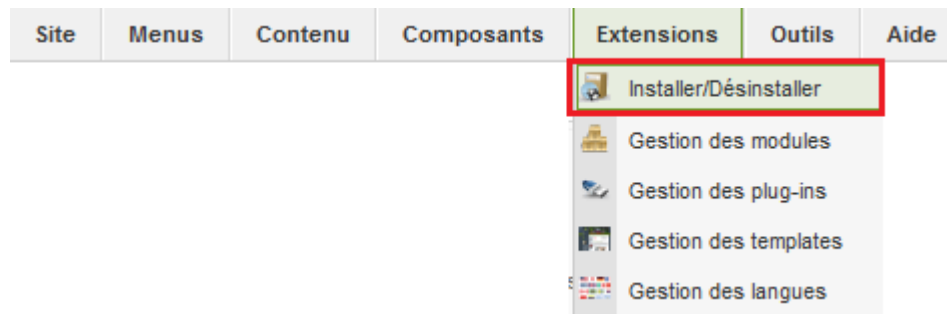 Site Menus Contenu Composants Extensions Outils Aide
Installer/Désinstaller
Gestion des modules
Gestion des plug-ins
Gestion des templates
Gestion des langues